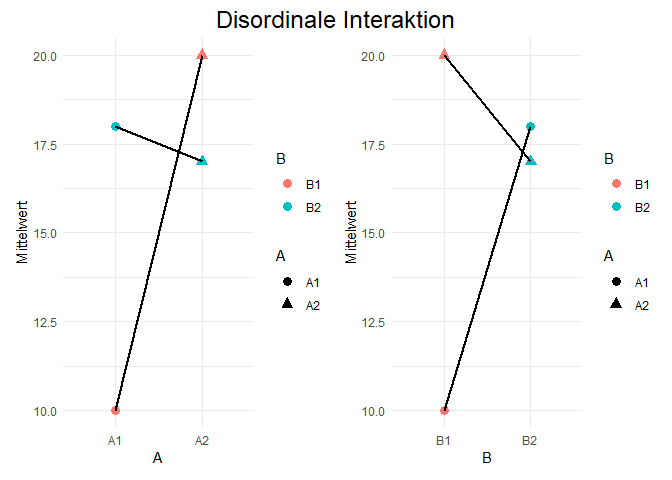 Disordinale Interaktion
Mittelwert
20.0
17.5
15.0
12.5
10.0
A1
A2
A
B
B1
B2
A
A1
A2
Mittelwert
20.0
17.5
15.0
12.5
10.0
B1
B2
B
B
B1
B2
A
A1
A2